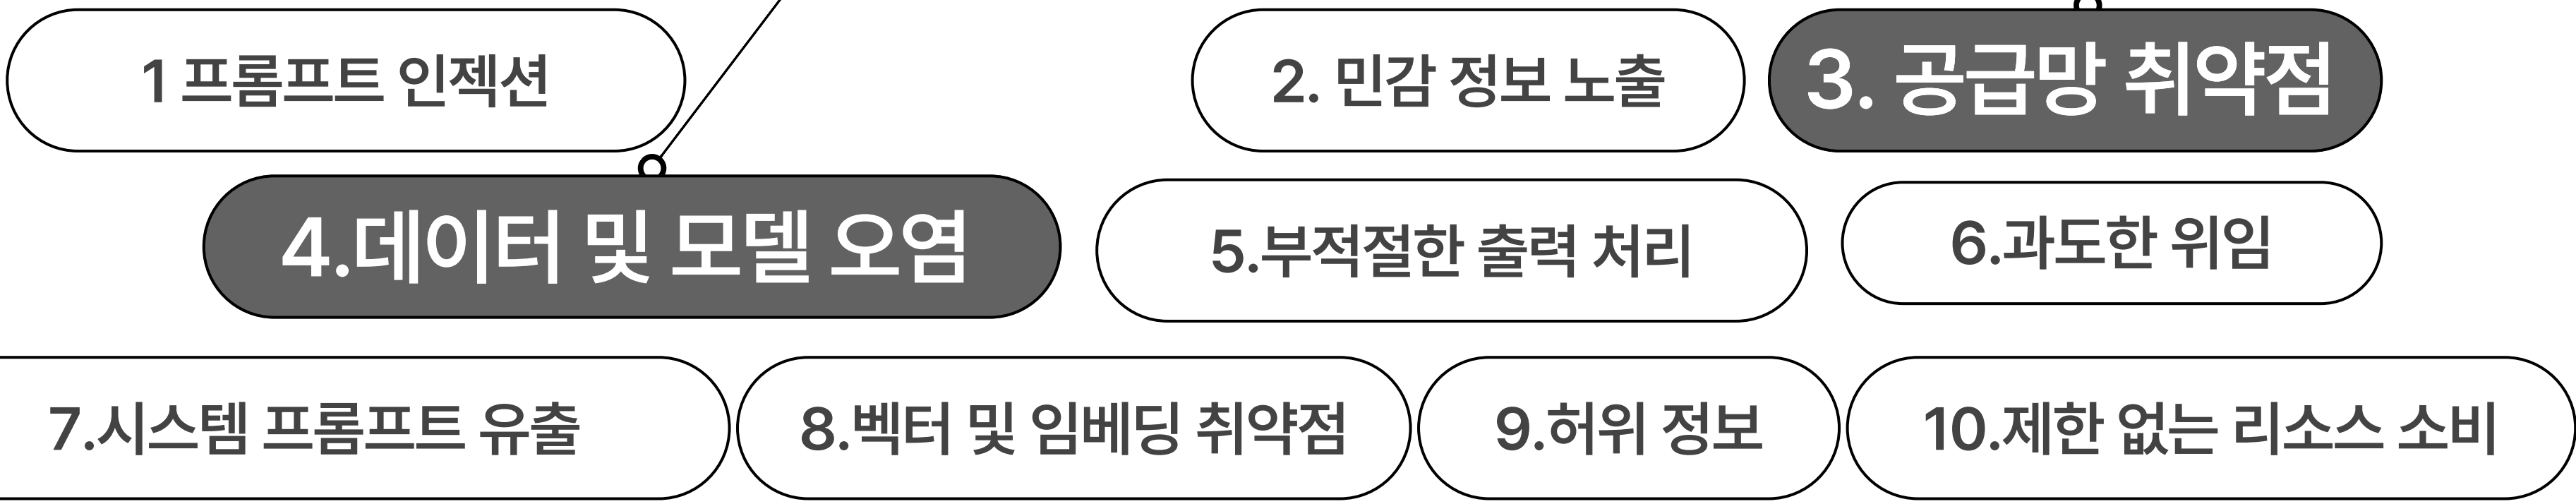 1 프롬프트 인젝션
2. 민감 정보 노출
3. 공급망 취약점
4.데이터 및 모델 오염
5.부적절한 출력 처리
6.과도한 위임
7.시스템 프롬프트 유출
8.벡터 및 임베딩 취약점
9.허위 정보
10.제한 없는 리소스 소비